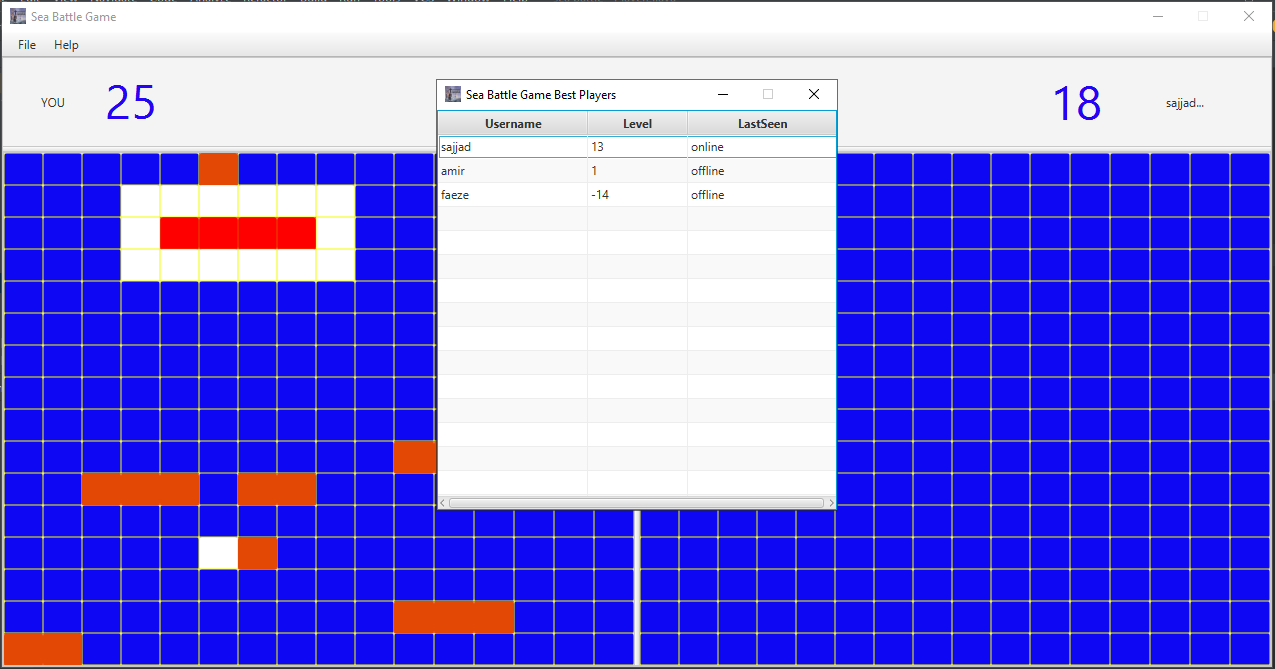 Sea Battle Game
File Help
YOU 25
18 sajjad...
Sea Battle Game Best Players
Username Level LastSeen
sajjad 13 online
amir 1 offline
faeze -14 offline